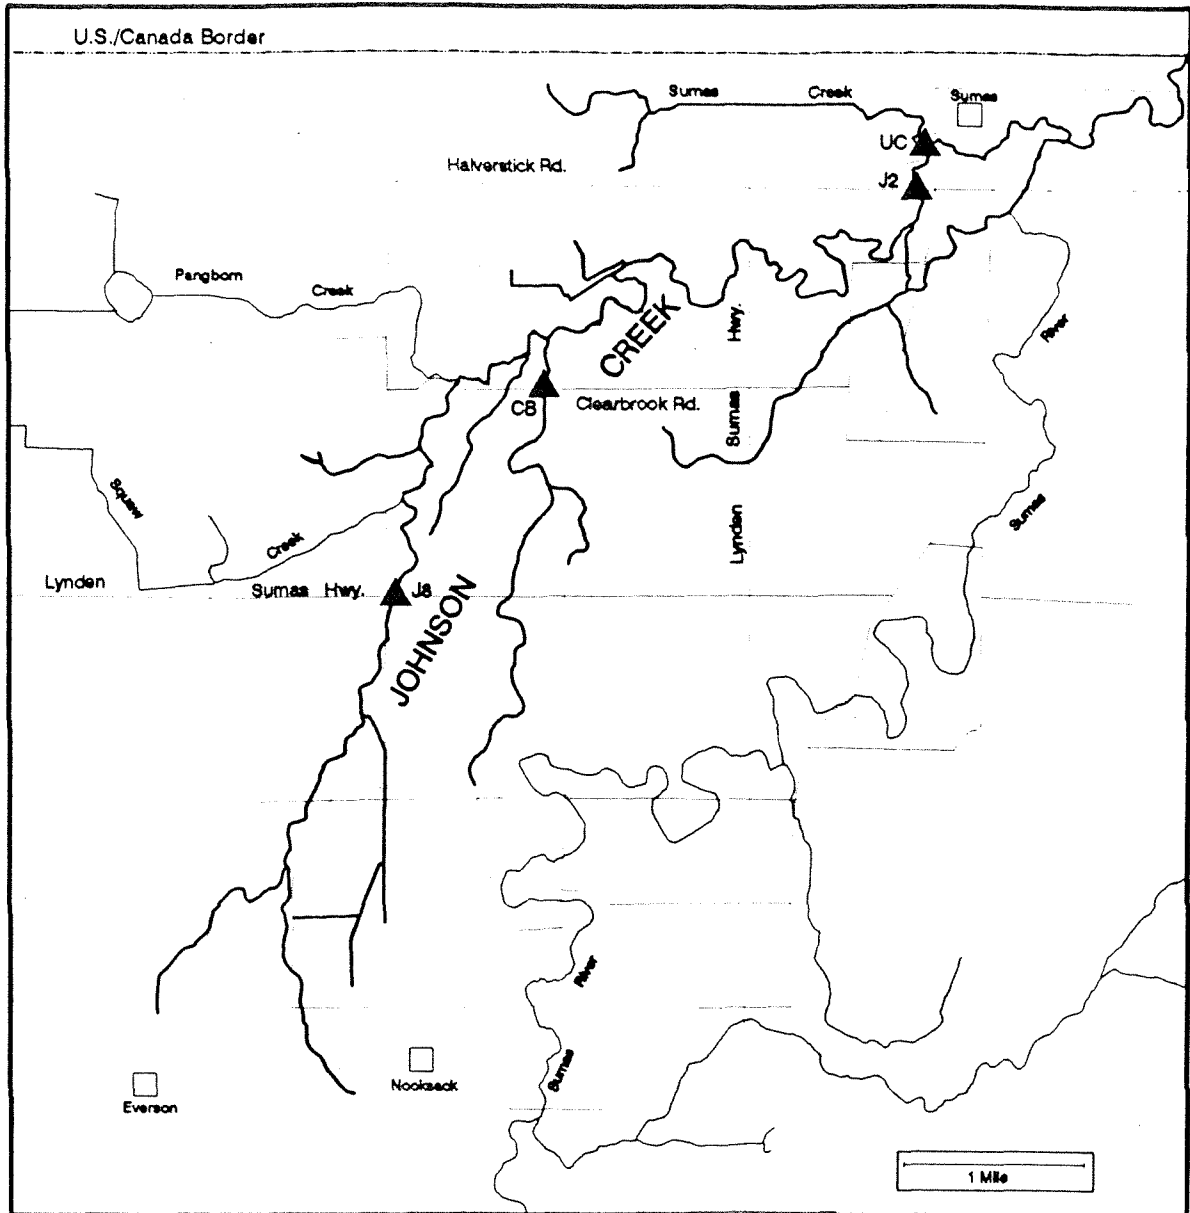 U.S./Canada Border
Sumas Creek
Sumas
UC
Halverstick Rd.
J2
Pangborn Creek
CREEK
Hwy.
River
C8
Clearbrook Rd.
Sumas
Squaw
Creek
Lynden
Sumas
Lynden
Sumas Hwy.
J8
JOHNSON
River
Sumas
Nooksack
Everson
1 Mile